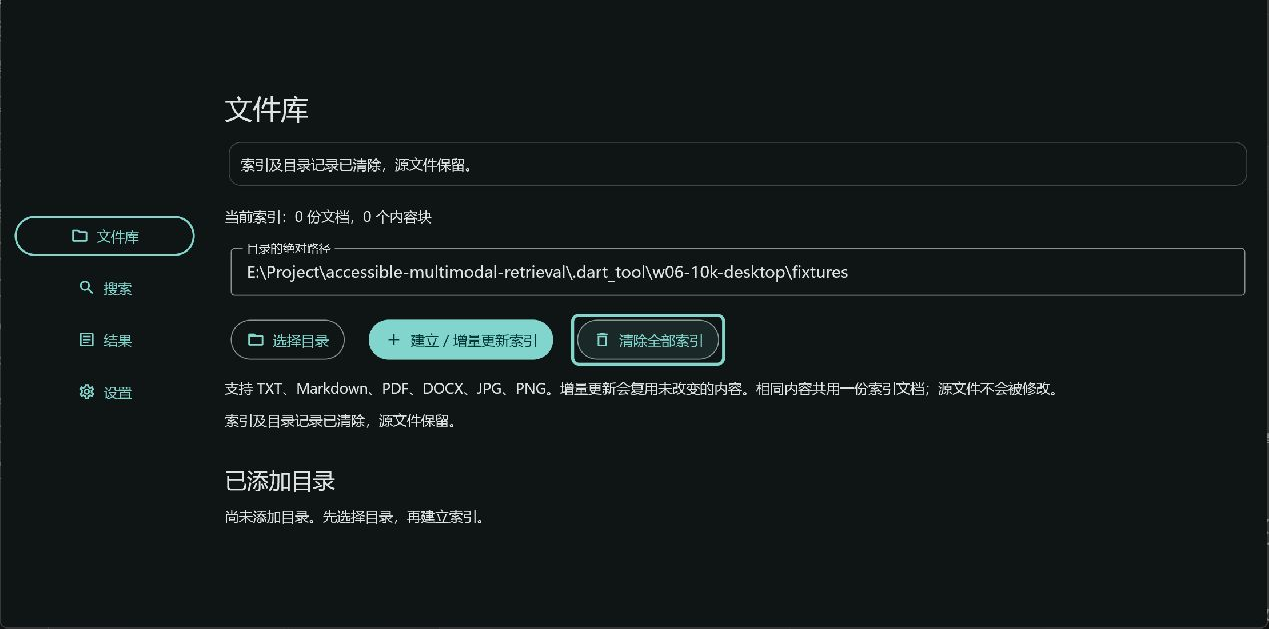 文件库
索引及目录记录已清除，源文件保留。
当前索引：0 份文档，0 个内容块
文件库
目录的绝对路径
E:\Project\accessible-multimodal-retrieval\.dart_tool\w06-10k-desktop\fixtures
搜索
结果
选择目录
建立 / 增量更新索引
清除全部索引
设置
支持 TXT、Markdown、PDF、DOCX、JPG、PNG。增量更新会复用未改变的内容。相同内容共用一份索引文档；源文件不会被修改。
索引及目录记录已清除，源文件保留。
已添加目录
尚未添加目录。先选择目录，再建立索引。